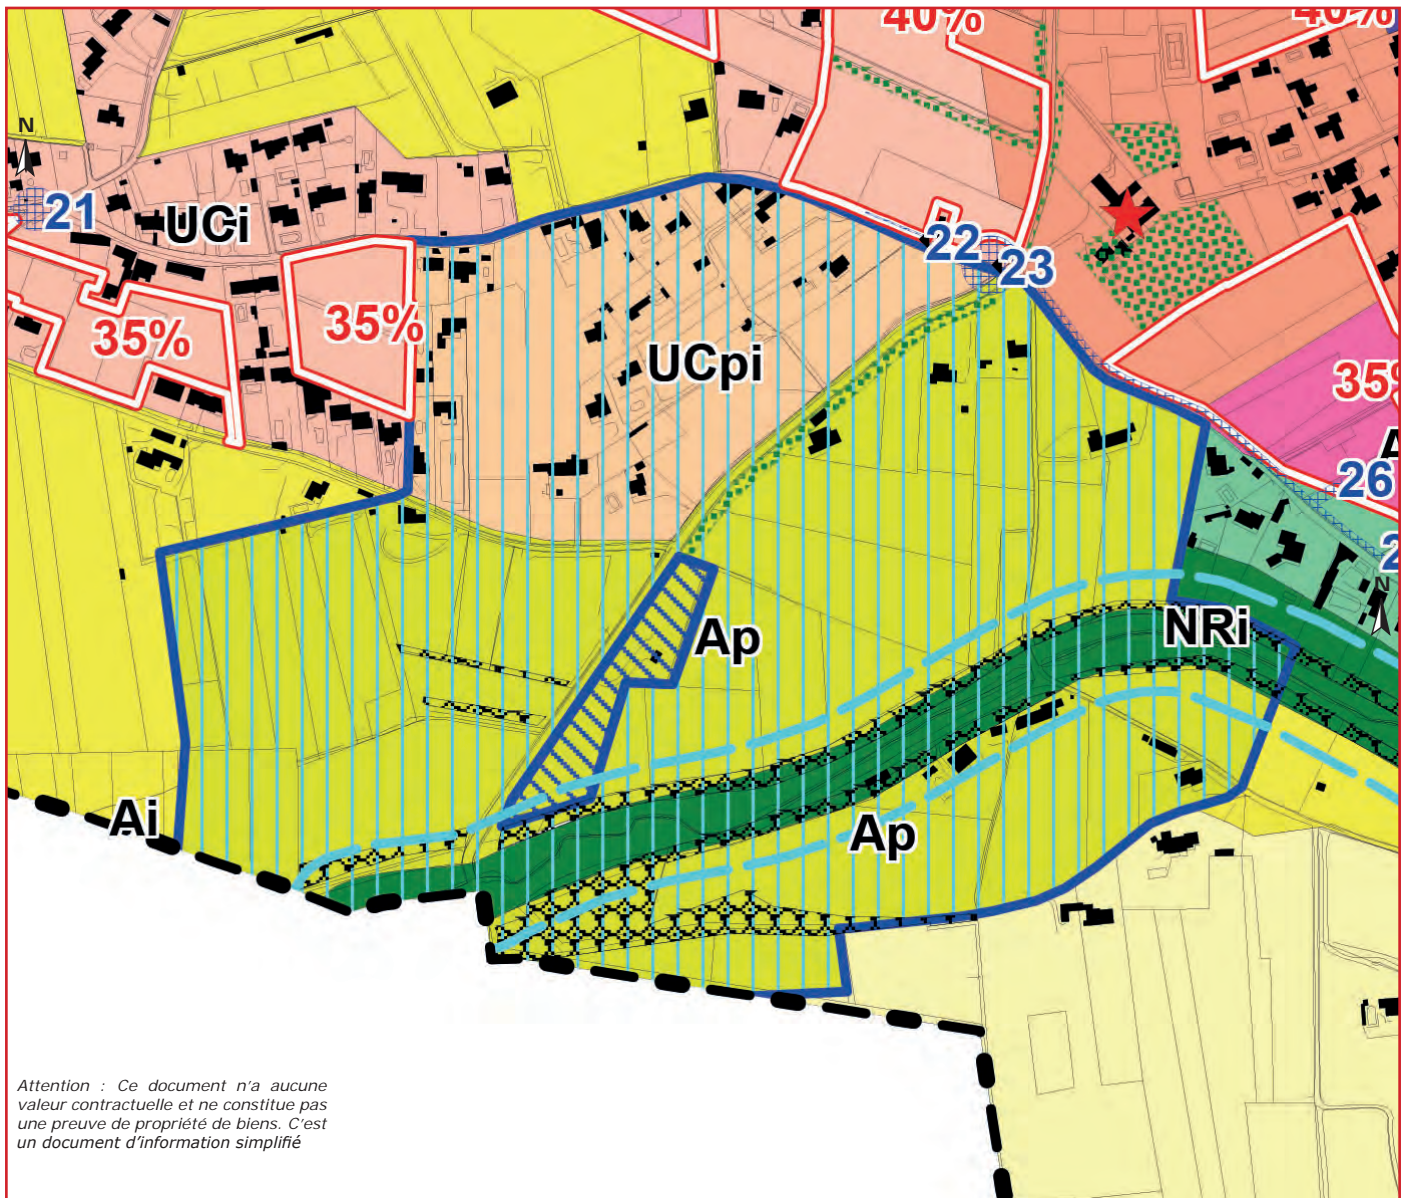 40%
40%
N
21
UCi
22
23
35%
35%
UCpi
35%
A
26
2
N
Ap
NRi
Ai
Ap
Attention : Ce document n'a aucune
valeur contractuelle et ne constitue pas
une preuve de propriété de biens. C'est
un document d'information simplifié